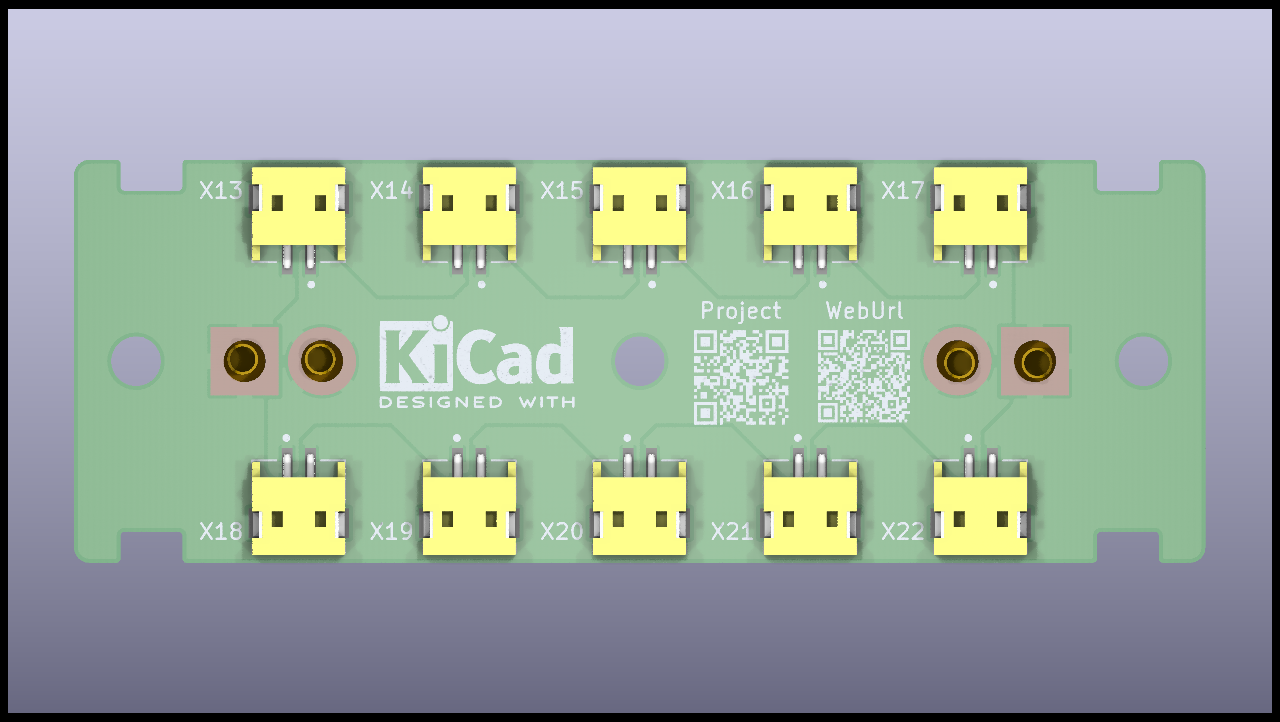 X13 X14 X15 X16 X17
Project WebUrl
KiCad
DESIGNED WITH
X18 X19 X20 X21 X22